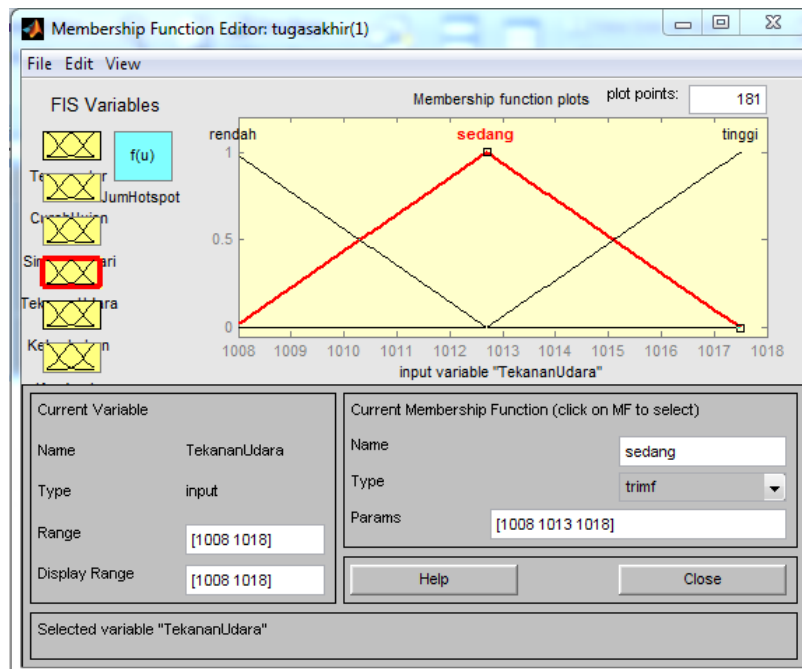 Membership Function Editor: tugasakhir(1)
File Edit View
FIS Variables
f(u)
JumHotspot
TekananUdara
Membership function plots
plot points:
181
rendah
sedang
tinggi
1
0.5
0
1008 1009 1010 1011 1012 1013 1014 1015 1016 1017 1018
input variable "TekananUdara"
Current Variable
Name TekananUdara
Type input
Range [1008 1018]
Display Range [1008 1018]
Current Membership Function (click on MF to select)
Name sedang
Type trimf
Params [1008 1013 1018]
Help
Close
Selected variable "TekananUdara"